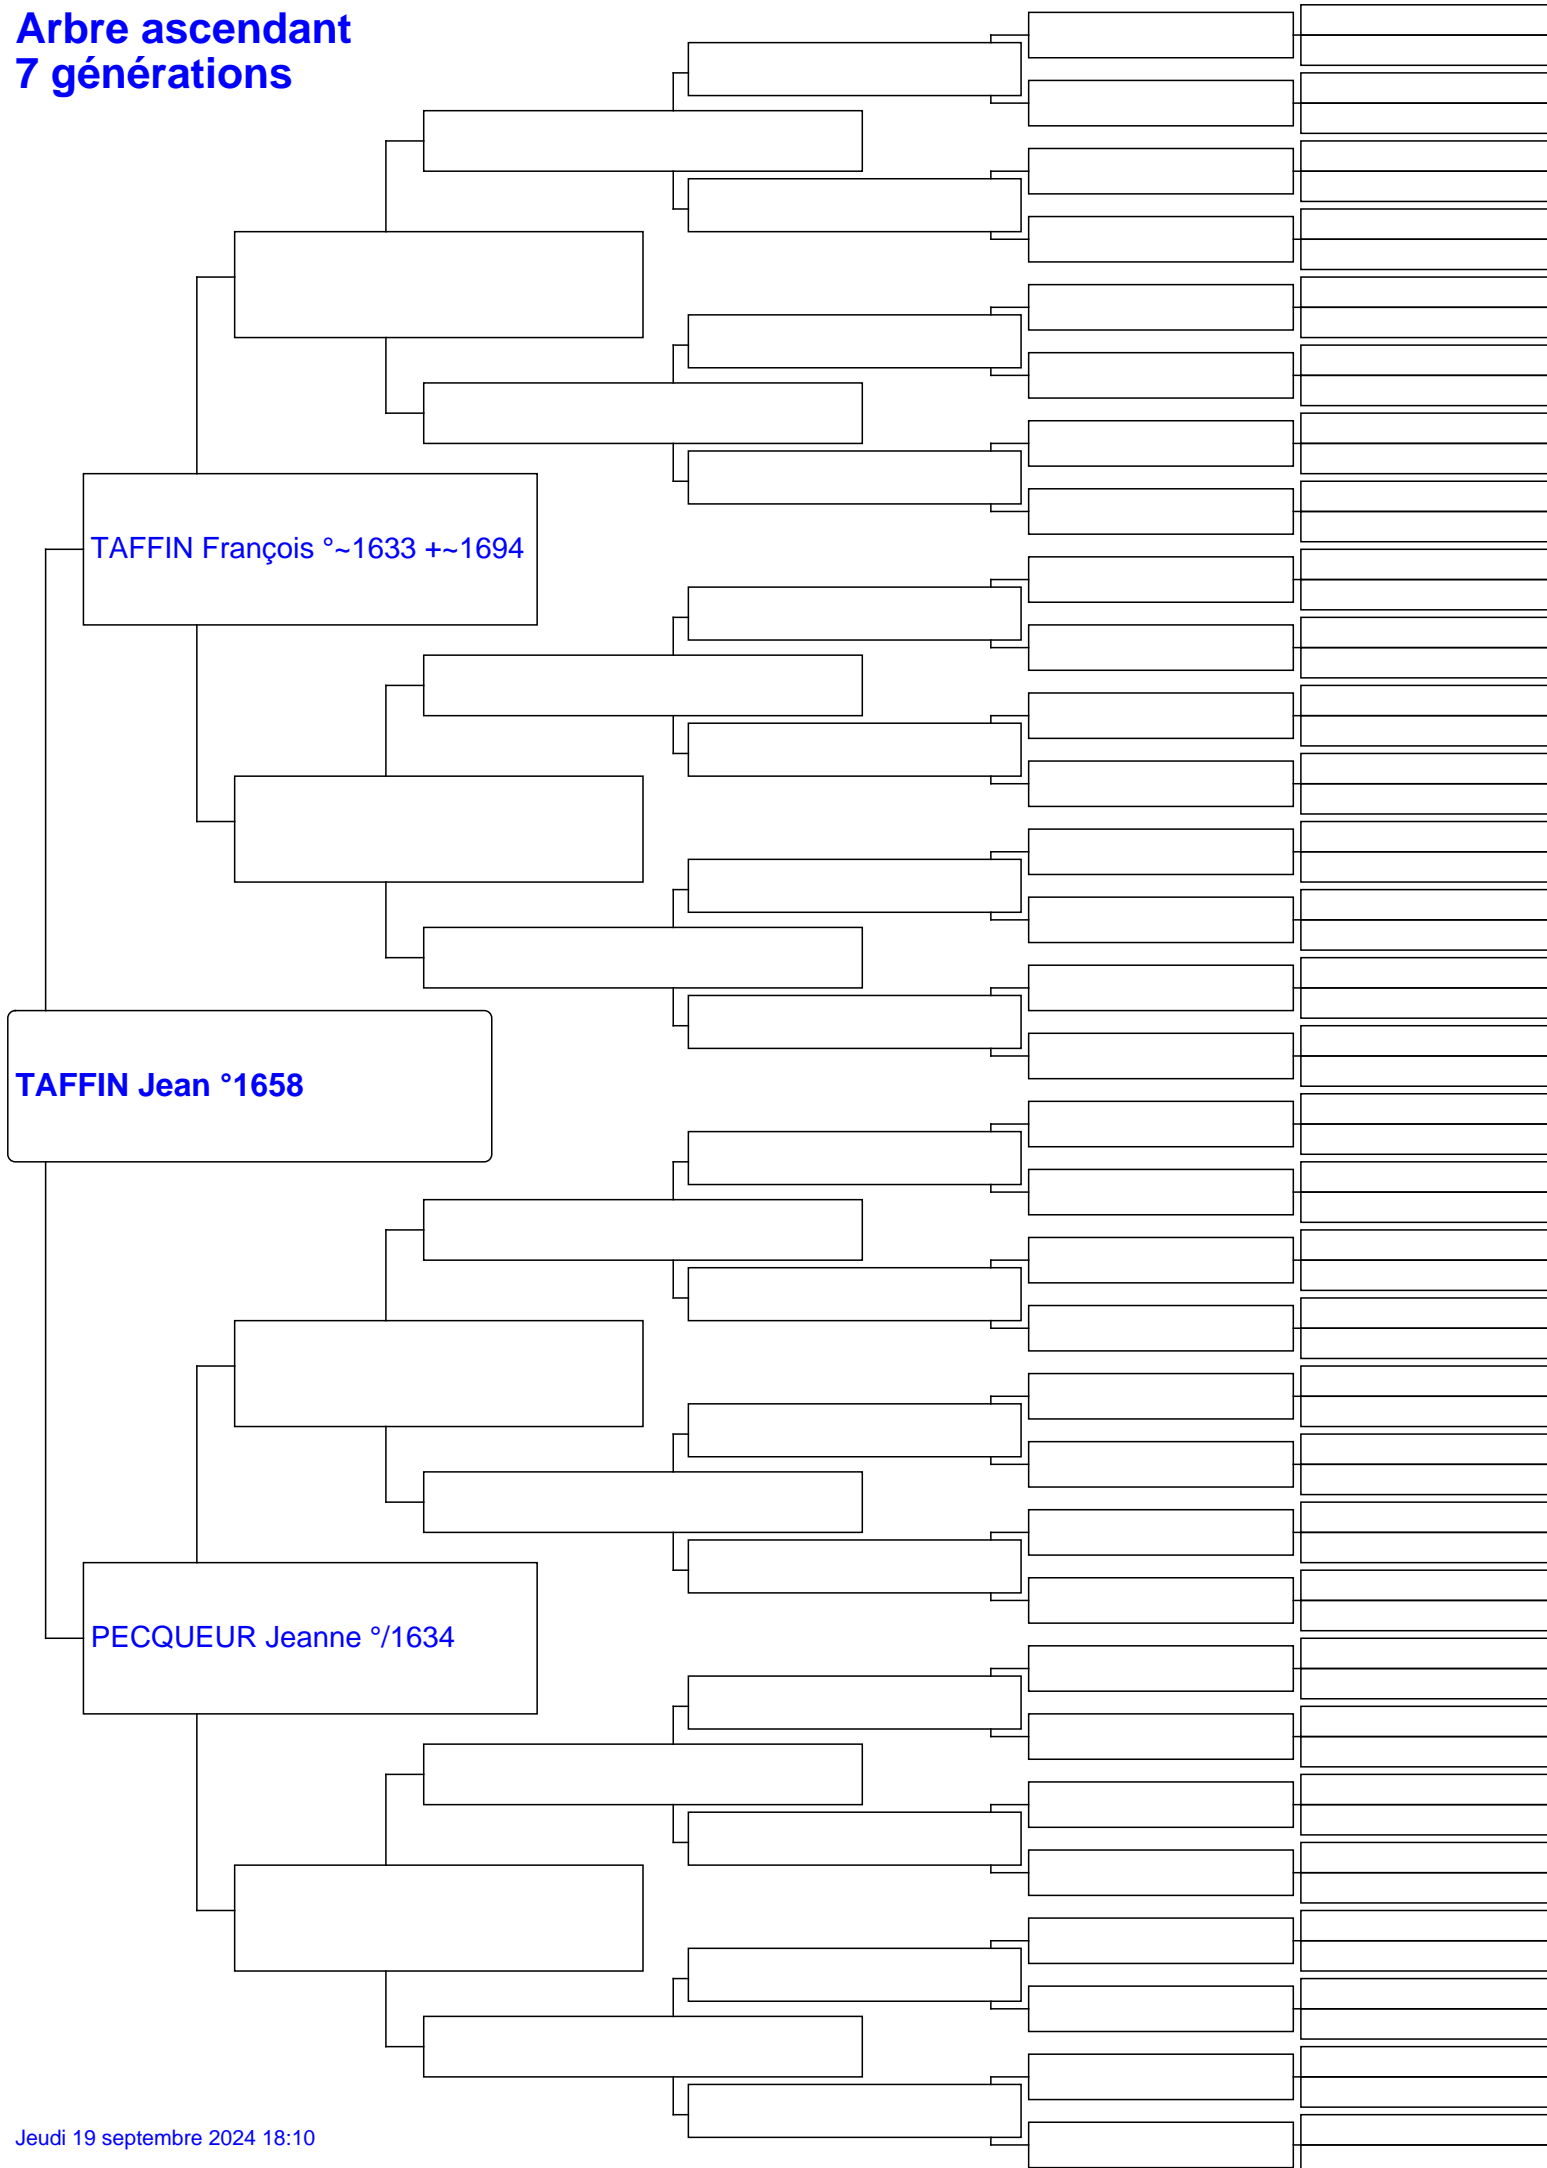 Arbre ascendant
7 générations
TAFFIN François °~1633 +~1694
TAFFIN Jean °1658
PECQUEUR Jeanne °/1634
Jeudi 19 septembre 2024 18:10